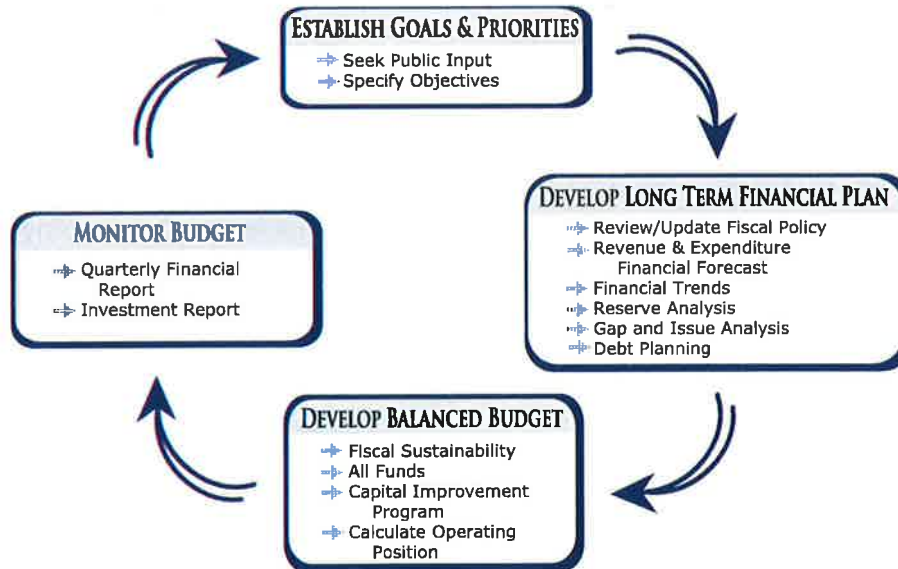 ESTABLISH GOALS & PRIORITIES
Seek Public Input
Specify Objectives
DEVELOP LONG TERM FINANCIAL PLAN
Review/Update Fiscal Policy
Revenue & Expenditure
Financial Forecast
Financial Trends
Reserve Analysis
Gap and Issue Analysis
Debt Planning
DEVELOP BALANCED BUDGET
Fiscal Sustainability
All Funds
Capital Improvement
Program
Calculate Operating
Position
MONITOR BUDGET
Quarterly Financial
Report
Investment Report